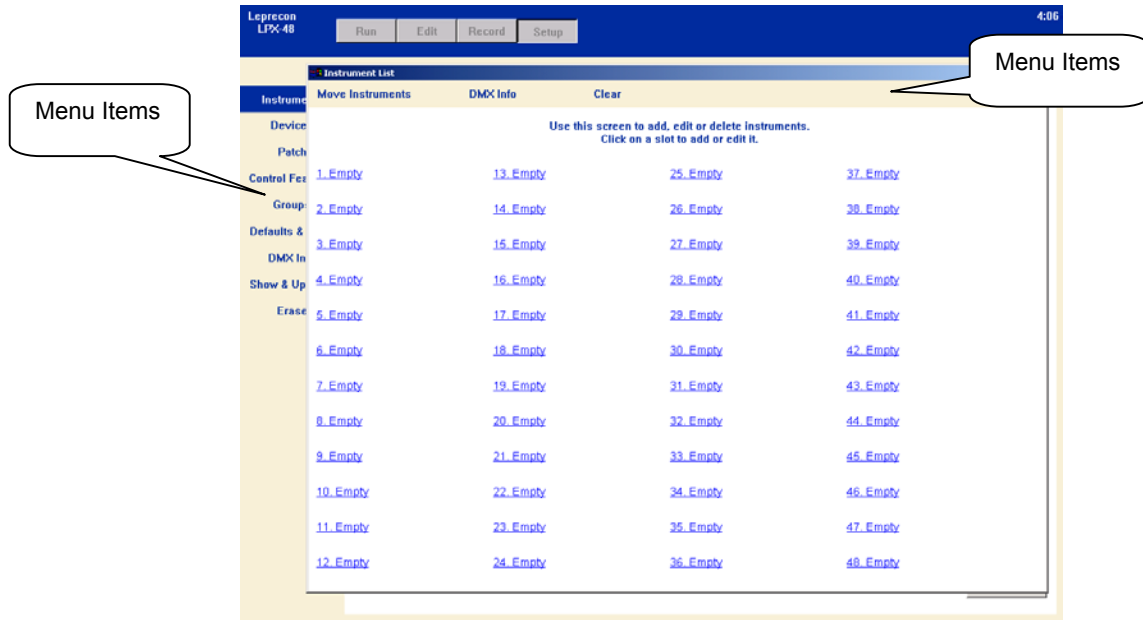 Leprecon
LPX-48
Run Edit Record Setup
4:06
Menu Items
Menu Items
Instrument List
Move Instruments DMX Info Clear
Use this screen to add, edit or delete instruments.
Click on a slot to add or edit it.
Instrume
Device
Patch
Control Fea
Group
Defaults &
DMX In
Show & Up
Erase
1. Empty 13. Empty 25. Empty 37. Empty
2. Empty 14. Empty 26. Empty 38. Empty
3. Empty 15. Empty 27. Empty 39. Empty
4. Empty 16. Empty 28. Empty 40. Empty
5. Empty 17. Empty 29. Empty 41. Empty
6. Empty 18. Empty 30. Empty 42. Empty
7. Empty 19. Empty 31. Empty 43. Empty
8. Empty 20. Empty 32. Empty 44. Empty
9. Empty 21. Empty 33. Empty 45. Empty
10. Empty 22. Empty 34. Empty 46. Empty
11. Empty 23. Empty 35. Empty 47. Empty
12. Empty 24. Empty 36. Empty 48. Empty